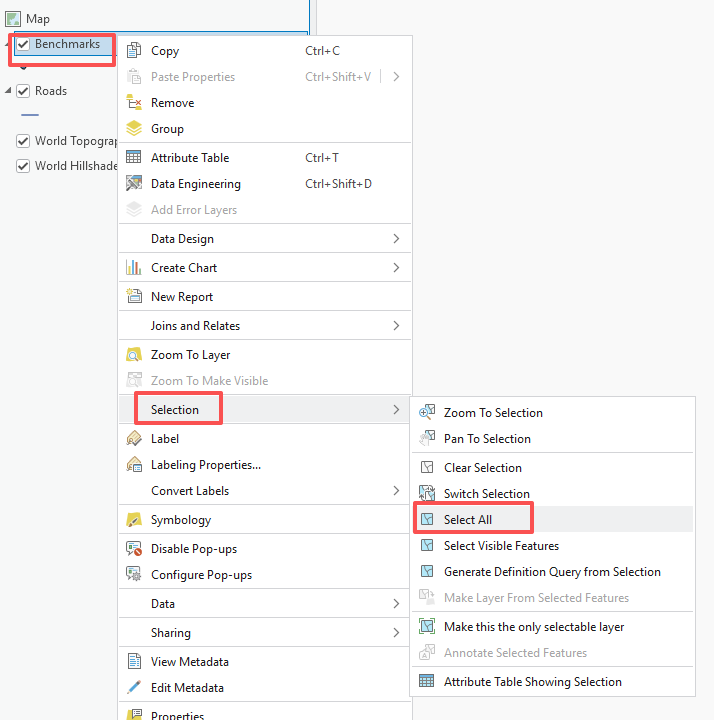 Map
Benchmarks
Roads
World Topograp
World Hillshade
Copy Ctrl+C
Paste Properties Ctrl+Shift+V
Remove
Group
Attribute Table Ctrl+T
Data Engineering Ctrl+Shift+D
Add Error Layers
Data Design
Create Chart
New Report
Joins and Relates
Zoom To Layer
Zoom To Make Visible
Selection
Label
Labeling Properties...
Convert Labels
Symbology
Disable Pop-ups
Configure Pop-ups
Data
Sharing
View Metadata
Edit Metadata
Properties
Zoom To Selection
Pan To Selection
Clear Selection
Switch Selection
Select All
Select Visible Features
Generate Definition Query from Selection
Make Layer From Selected Features
Make this the only selectable layer
Annotate Selected Features
Attribute Table Showing Selection